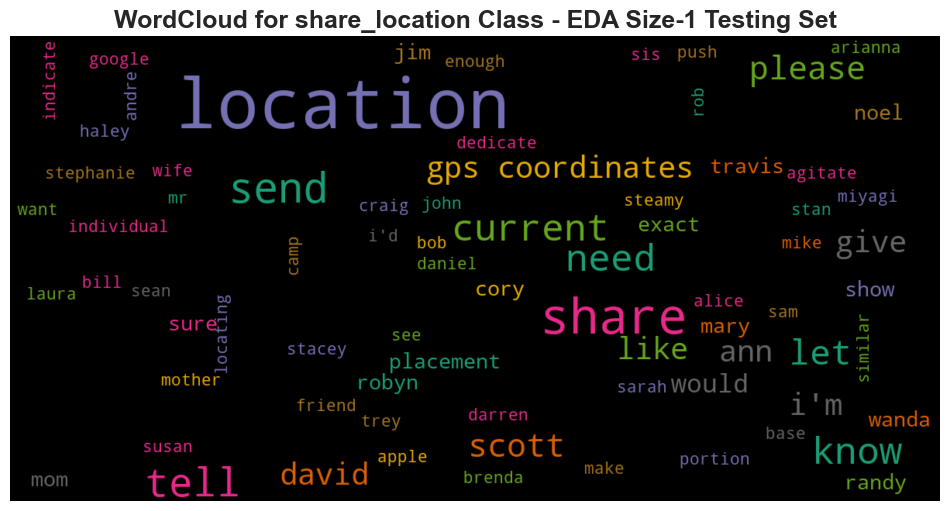 WordCloud for share_location Class - EDA Size-1 Testing Set
indicate
google
andre
haley
jim
enough
sis
push
arianna
please
location
rob
noel
dedicate
stephanie
wife
mr
want
individual
send
gps coordinates
travis
agitate
miyagi
stan
craig
john
steamy
i'd
bob
current
exact
mike
give
camp
daniel
need
laura
bill
sean
cory
share
alice
show
sam
sure
locating
mary
see
stacey
placement
like
ann
let
similar
mother
robyn
sarah
would
friend
trey
darren
i'm
wanda
base
susan
scott
know
mom
tell
david
apple
brenda
make
portion
randy